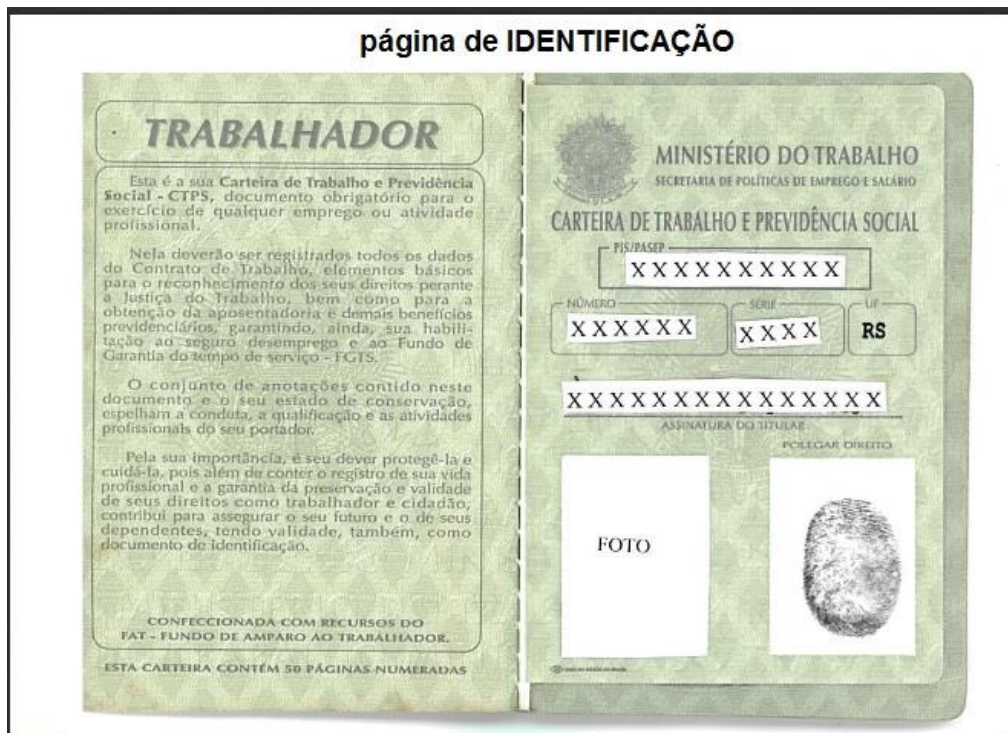 página de IDENTIFICAÇÃO
TRABALHADOR
Esta é a sua Carteira de Trabalho e Previdência
Social - CTPS, documento obrigatório para o
exercício de qualquer emprego ou atividade
profissional.
Nela deverão ser registrados todos os dados
do Contrato de Trabalho, elementos básicos
para o reconhecimento dos seus direitos perante
a Justiça do Trabalho, bem como para a
obtenção da aposentadoria e demais benefícios
previdenciários, garantindo, ainda, sua habili-
tação ao seguro desemprego e ao Fundo de
Garantia do tempo de serviço - FGTS.
O conjunto de anotações contido neste
documento e o seu estado de conservação,
espelham a conduta, a qualificação e as atividades
profissionais do seu portador.
Pela sua importância, é seu dever protegê-la e
cuidá-la, pois além de conter o registro de sua vida
profissional e a garantia da preservação e validade
de seus direitos como trabalhador e cidadão,
contribui para assegurar o seu futuro e o de seus
dependentes, tendo validade, também, como
documento de identificação.
CONFECCIONADA COM RECURSOS DO
FAT - FUNDO DE AMPARO AO TRABALHADOR.
ESTA CARTEIRA CONTÉM 50 PÁGINAS NUMERADAS
MINISTÉRIO DO TRABALHO
SECRETARIA DE POLÍTICAS DE EMPREGO E SALÁRIO
CARTEIRA DE TRABALHO E PREVIDÊNCIA SOCIAL
PIS/PASEP
XXXXXXXXXX
NÚMERO SÉRIE UF
XXXXXX XXXX RS
XXXXXXXXXXXXXXX
ASSINATURA DO TITULAR
POLEGAR DIREITO
FOTO